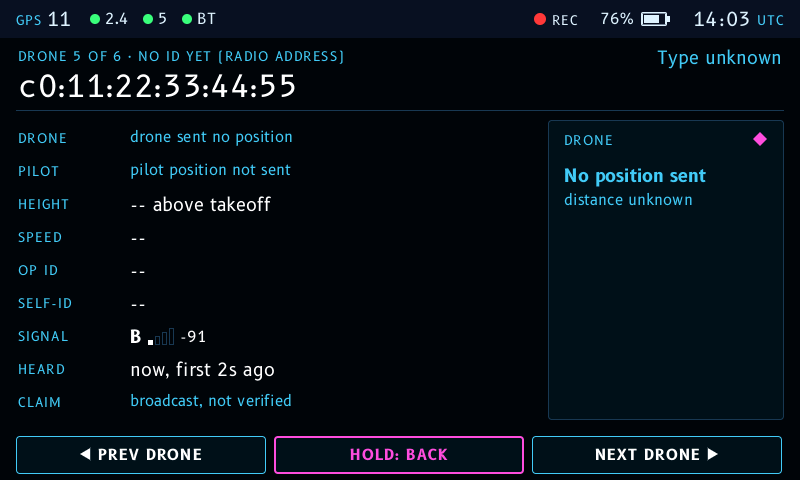 GPS 11 2.4 5 BT REC 76% 14:03 UTC
DRONE 5 OF 6 · NO ID YET (RADIO ADDRESS)
c0:11:22:33:44:55
Type unknown
DRONE drone sent no position
PILOT pilot position not sent
HEIGHT -- above takeoff
SPEED --
OP ID --
SELF-ID --
SIGNAL B -91
HEARD now, first 2s ago
CLAIM broadcast, not verified
DRONE
No position sent
distance unknown
◀ PREV DRONE HOLD: BACK NEXT DRONE ▶